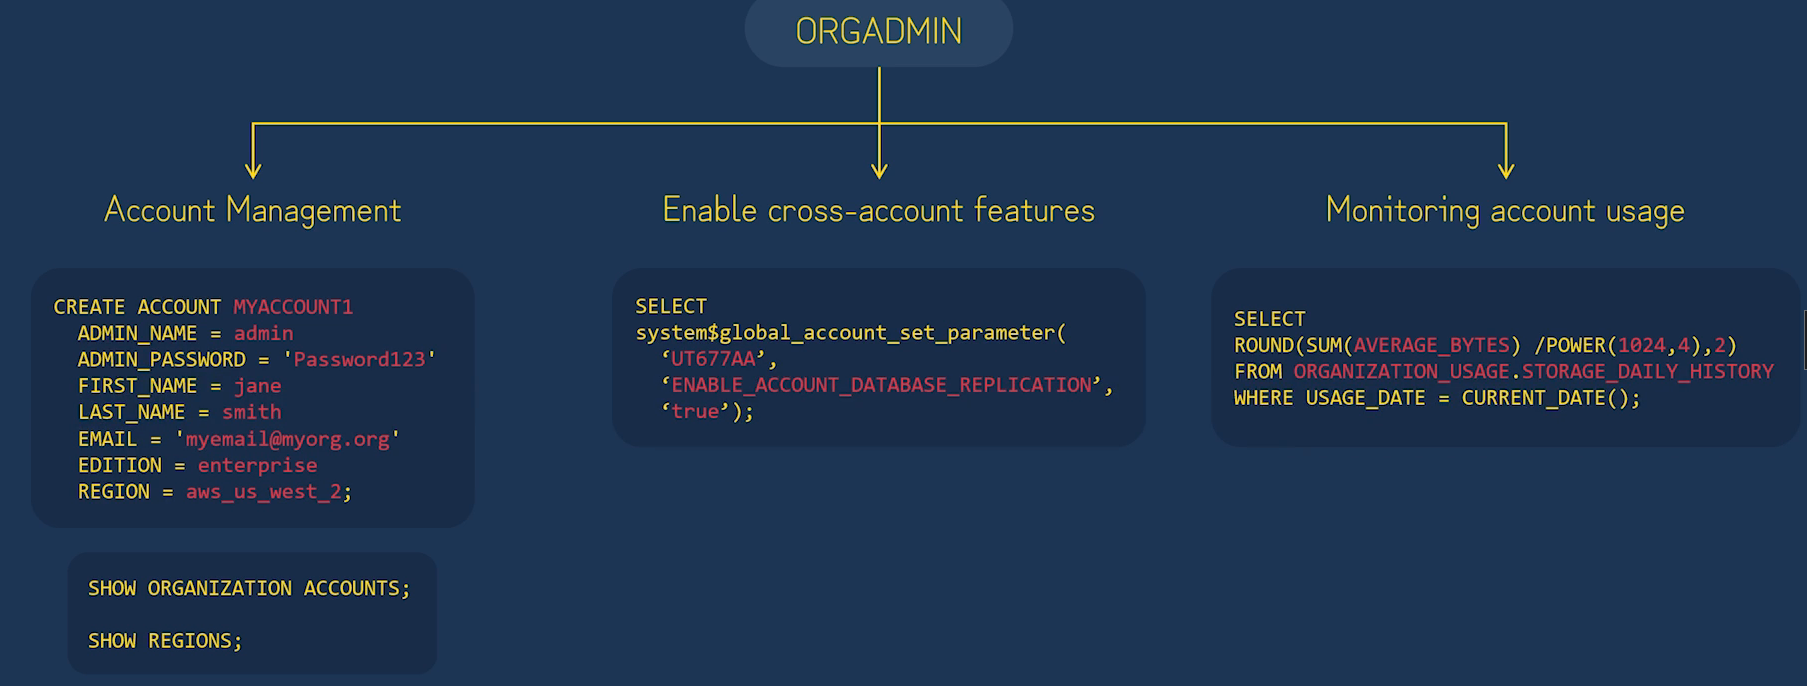 ORGADMIN
Account Management
CREATE ACCOUNT MYACCOUNT1
ADMIN_NAME = admin
ADMIN_PASSWORD = 'Password123'
FIRST_NAME = jane
LAST_NAME = smith
EMAIL = 'myemail@myorg.org'
EDITION = enterprise
REGION = aws_us_west_2;
SHOW ORGANIZATION ACCOUNTS;
SHOW REGIONS;
Enable cross-account features
SELECT
system$global_account_set_parameter(
‘UT677AA’,
‘ENABLE_ACCOUNT_DATABASE_REPLICATION’,
‘true’);
Monitoring account usage
SELECT
ROUND(SUM(AVERAGE_BYTES) /POWER(1024,4),2)
FROM ORGANIZATION_USAGE.STORAGE_DAILY_HISTORY
WHERE USAGE_DATE = CURRENT_DATE();